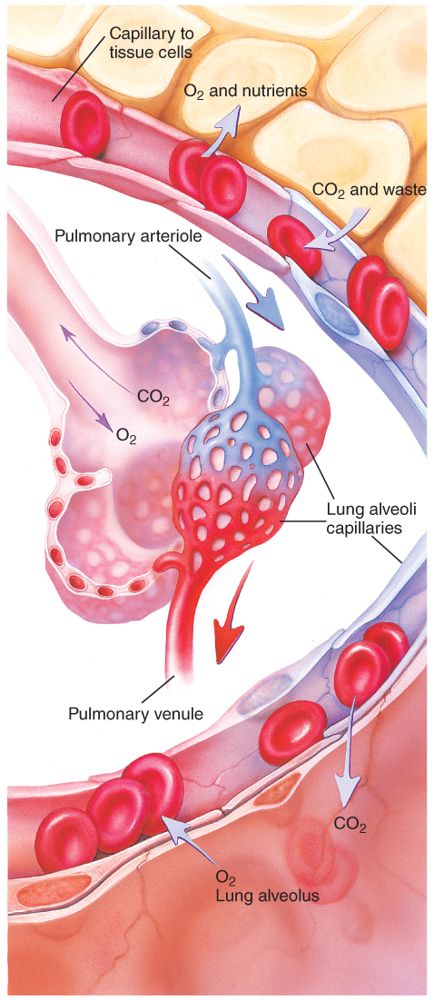 Capillary to
tissue cells
O2 and nutrients
CO2 and waste
Pulmonary arteriole
CO2
O2
Lung alveoli
capillaries
Pulmonary venule
CO2
O2
Lung alveolus